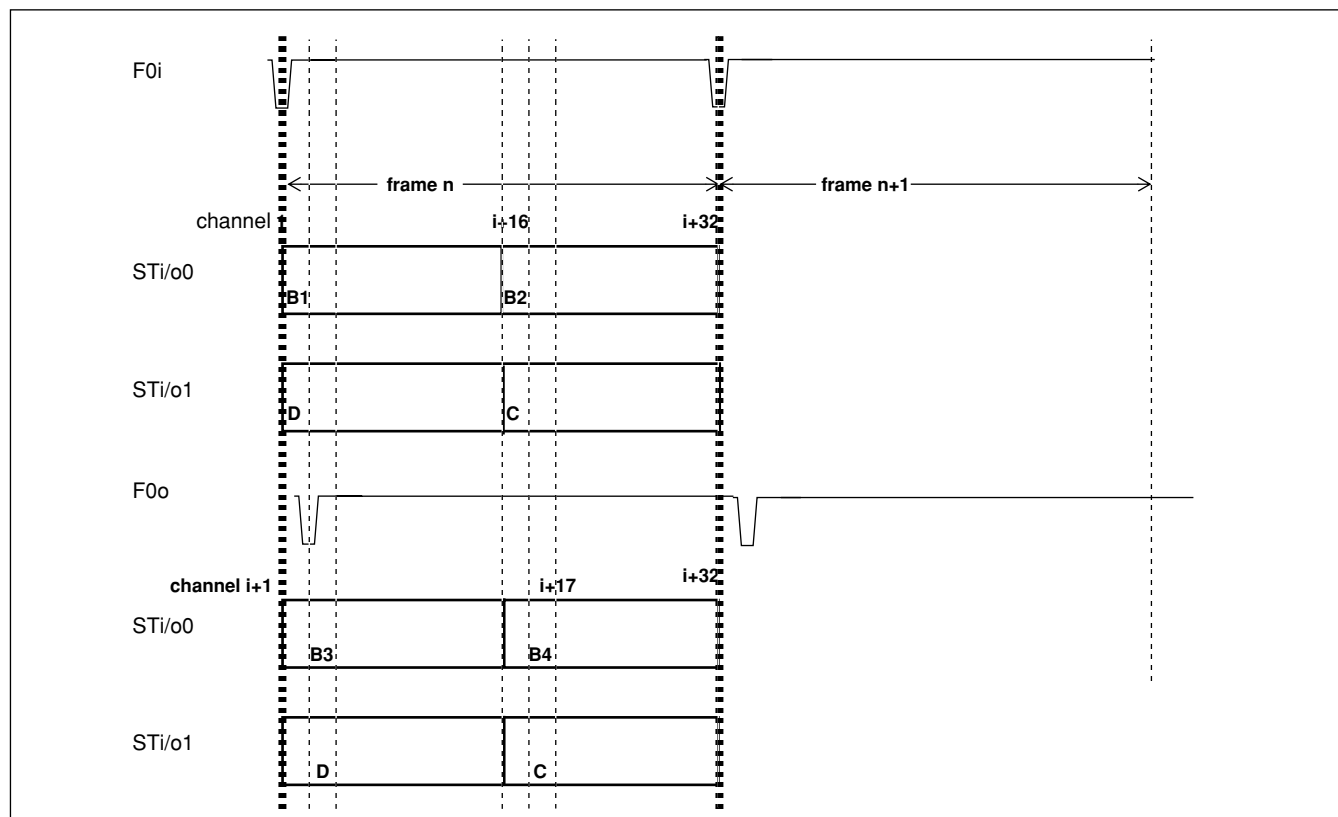 F0i
frame n
frame n+1
channel i
i+16
i+32
STi/o0
B1
B2
STi/o1
D
C
F0o
channel i+1
i+17
i+32
STi/o0
B3
B4
STi/o1
D
C